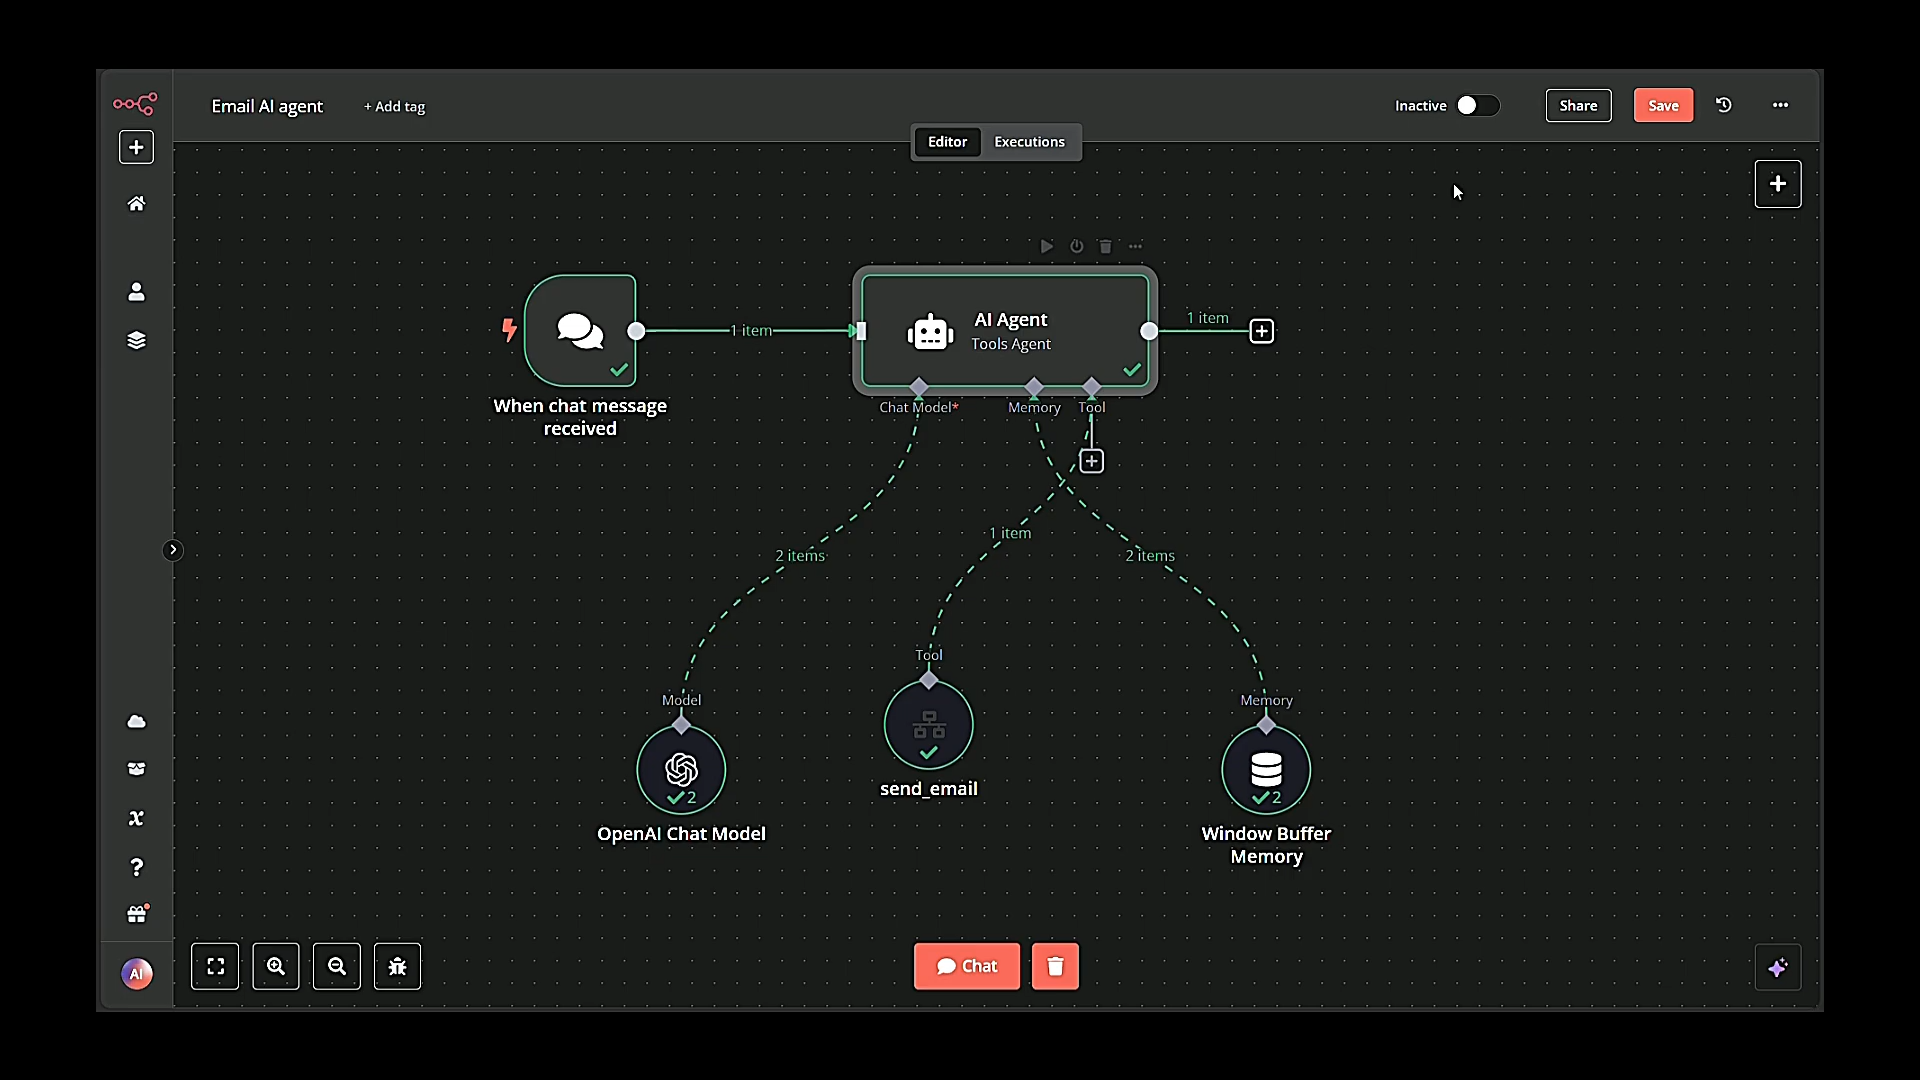 Email AI agent
+ Add tag
Inactive
Share
Save
Editor
Executions
AI Agent
Tools Agent
1 item
1 item
When chat message
received
Chat Model*
Memory
Tool
1 item
2 items
2 items
Tool
Model
Memory
2
send_email
2
OpenAI Chat Model
Window Buffer
Memory
Chat
AI